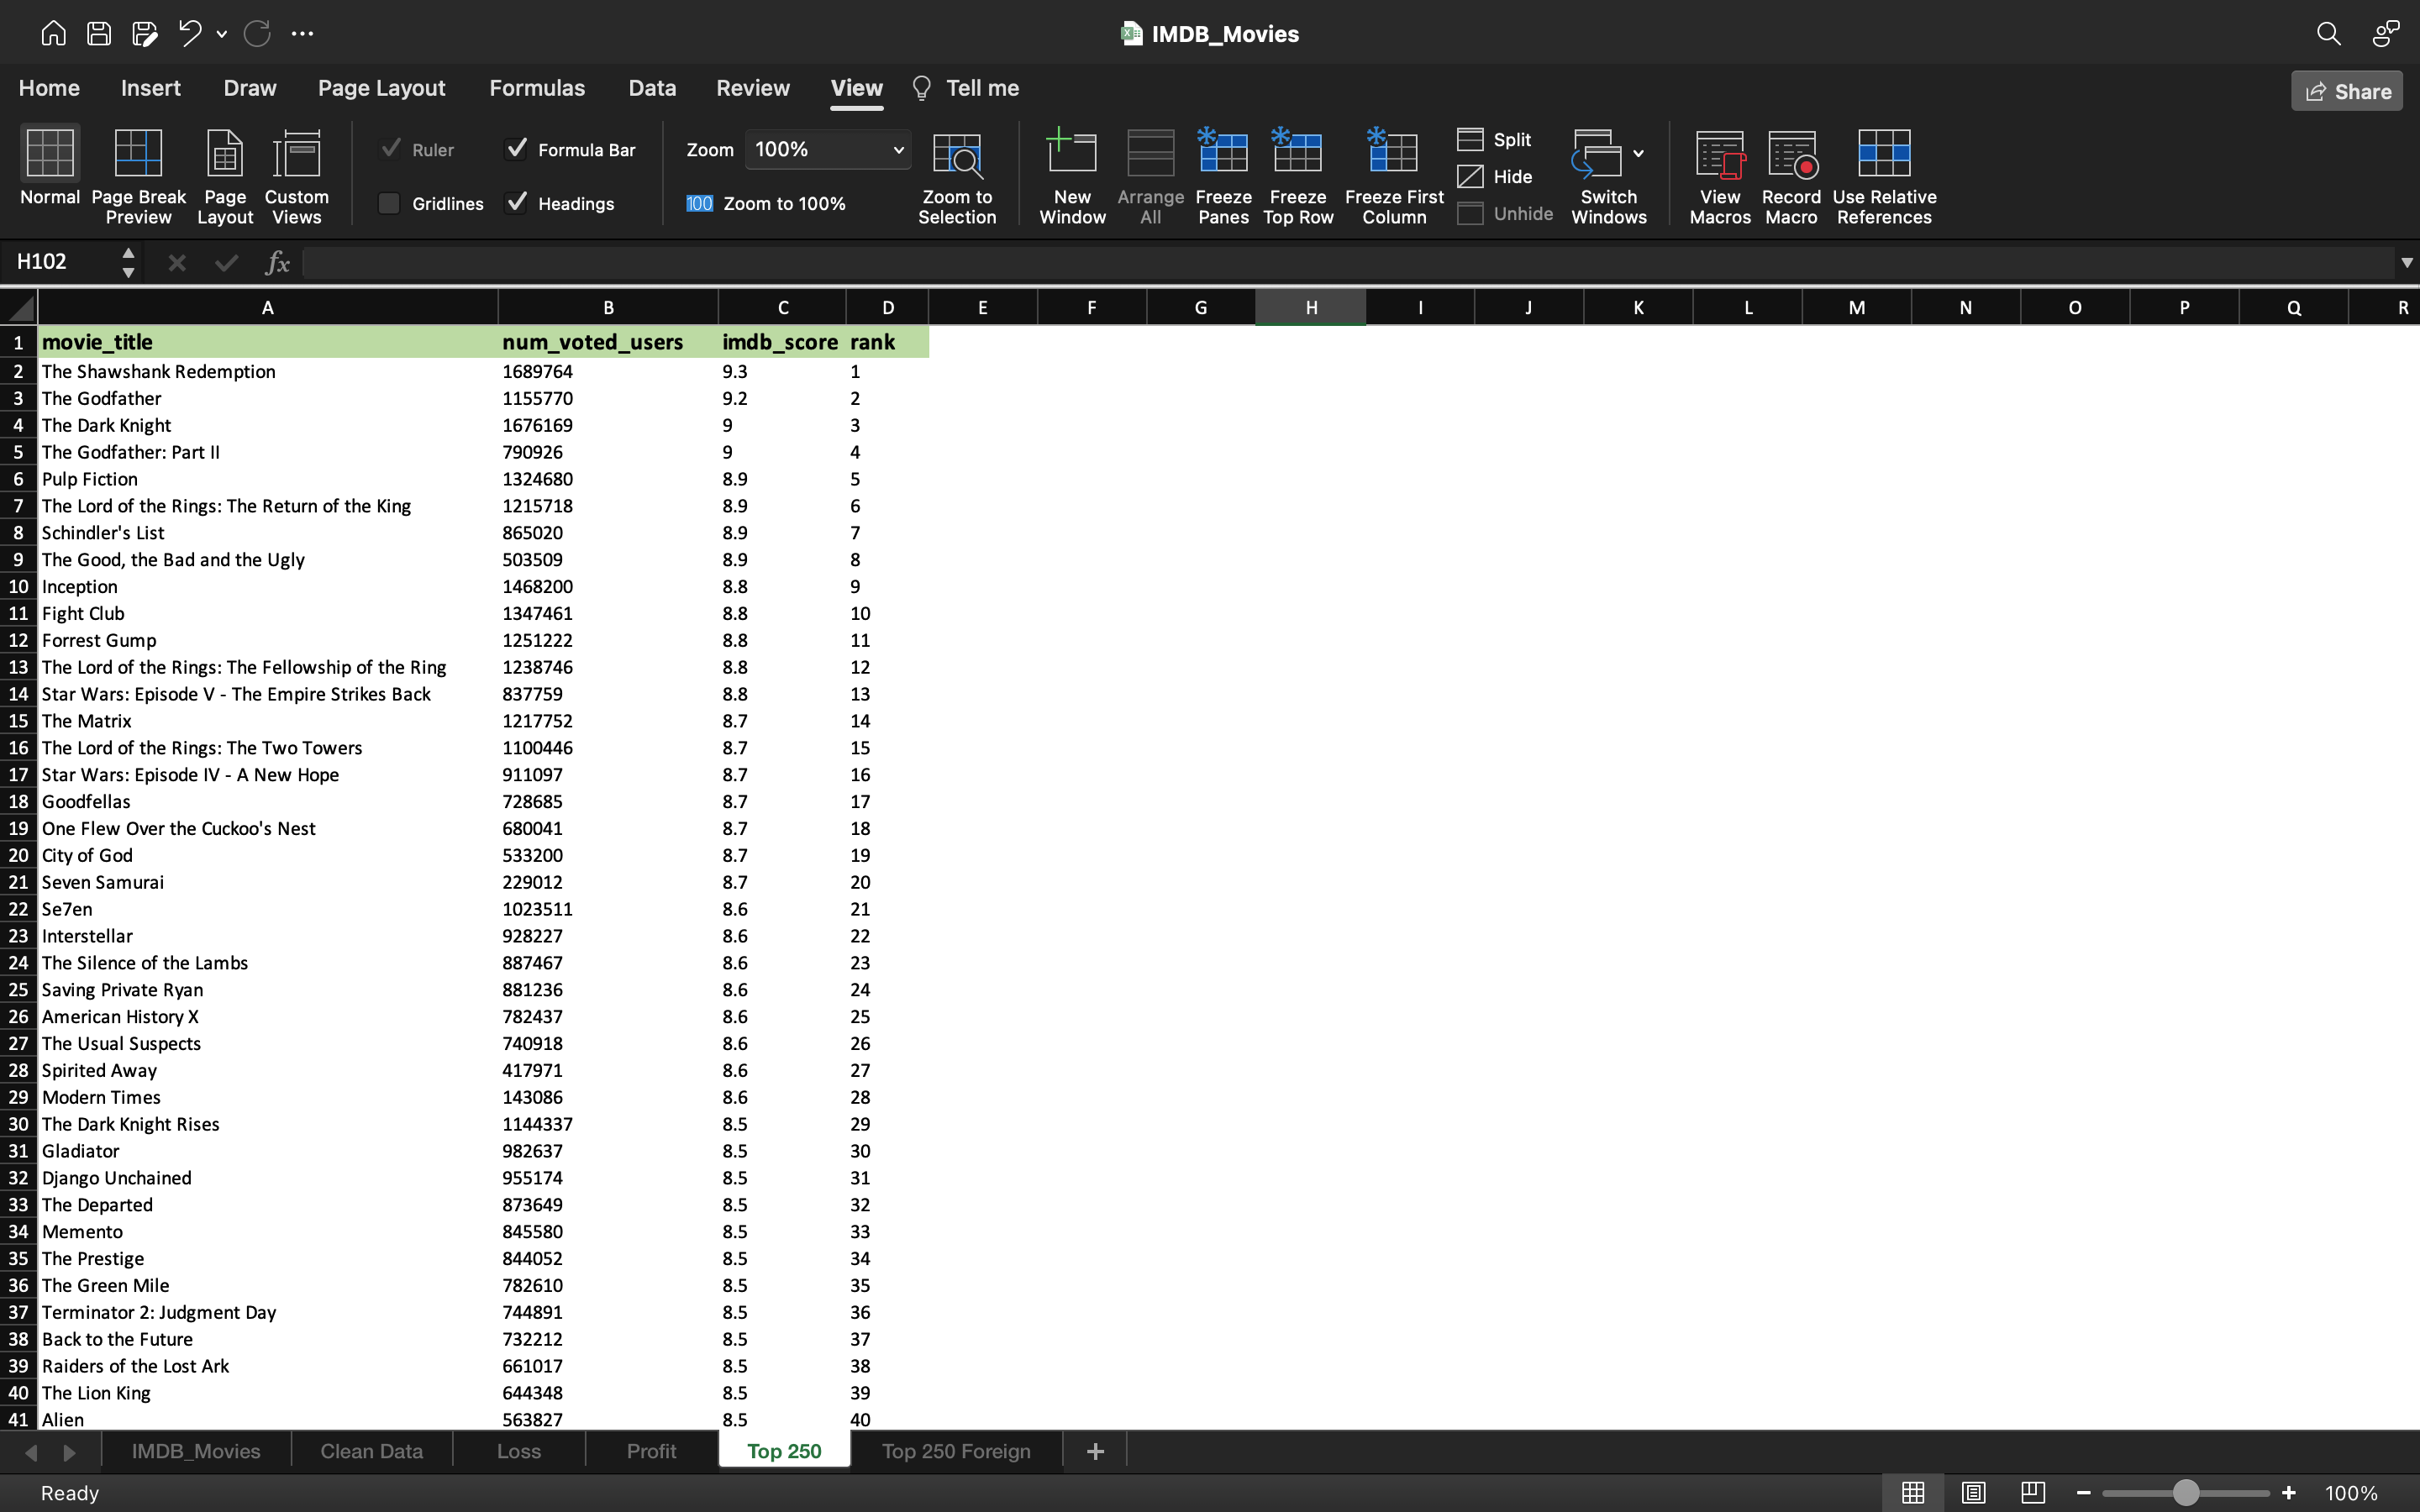 IMDB_Movies
Home Insert Draw Page Layout Formulas Data Review View Tell me Share
Normal Page Break Preview Page Layout Custom Views Ruler Formula Bar Gridlines Headings Zoom 100% 100 Zoom to 100% Zoom to Selection New Window Arrange All Freeze Panes Freeze Top Row Freeze First Column Split Hide Unhide Switch Windows View Macros Record Macro Use Relative References
H102 fx
A B C D E F G H I J K L M N O P Q R
1 movie_title num_voted_users imdb_score rank
2 The Shawshank Redemption 1689764 9.3 1
3 The Godfather 1155770 9.2 2
4 The Dark Knight 1676169 9 3
5 The Godfather: Part II 790926 9 4
6 Pulp Fiction 1324680 8.9 5
7 The Lord of the Rings: The Return of the King 1215718 8.9 6
8 Schindler's List 865020 8.9 7
9 The Good, the Bad and the Ugly 503509 8.9 8
10 Inception 1468200 8.8 9
11 Fight Club 1347461 8.8 10
12 Forrest Gump 1251222 8.8 11
13 The Lord of the Rings: The Fellowship of the Ring 1238746 8.8 12
14 Star Wars: Episode V - The Empire Strikes Back 837759 8.8 13
15 The Matrix 1217752 8.7 14
16 The Lord of the Rings: The Two Towers 1100446 8.7 15
17 Star Wars: Episode IV - A New Hope 911097 8.7 16
18 Goodfellas 728685 8.7 17
19 One Flew Over the Cuckoo's Nest 680041 8.7 18
20 City of God 533200 8.7 19
21 Seven Samurai 229012 8.7 20
22 Se7en 1023511 8.6 21
23 Interstellar 928227 8.6 22
24 The Silence of the Lambs 887467 8.6 23
25 Saving Private Ryan 881236 8.6 24
26 American History X 782437 8.6 25
27 The Usual Suspects 740918 8.6 26
28 Spirited Away 417971 8.6 27
29 Modern Times 143086 8.6 28
30 The Dark Knight Rises 1144337 8.5 29
31 Gladiator 982637 8.5 30
32 Django Unchained 955174 8.5 31
33 The Departed 873649 8.5 32
34 Memento 845580 8.5 33
35 The Prestige 844052 8.5 34
36 The Green Mile 782610 8.5 35
37 Terminator 2: Judgment Day 744891 8.5 36
38 Back to the Future 732212 8.5 37
39 Raiders of the Lost Ark 661017 8.5 38
40 The Lion King 644348 8.5 39
41 Alien 563827 8.5 40
IMDB_Movies Clean Data Loss Profit Top 250 Top 250 Foreign +
Ready 100%